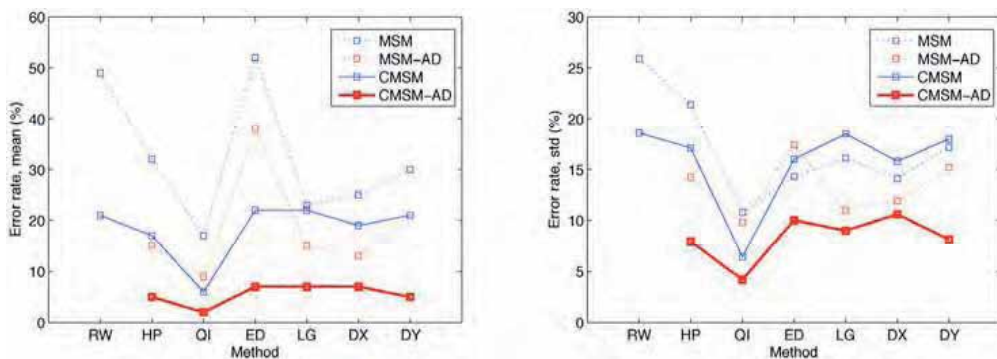 Error rate, mean (%)
60
50
40
30
20
10
0
MSM
MSM-AD
CMSM
CMSM-AD
RW HP QI ED LG DX DY
Method
Error rate, std (%)
30
25
20
15
10
5
0
MSM
MSM-AD
CMSM
CMSM-AD
RW HP QI ED LG DX DY
Method